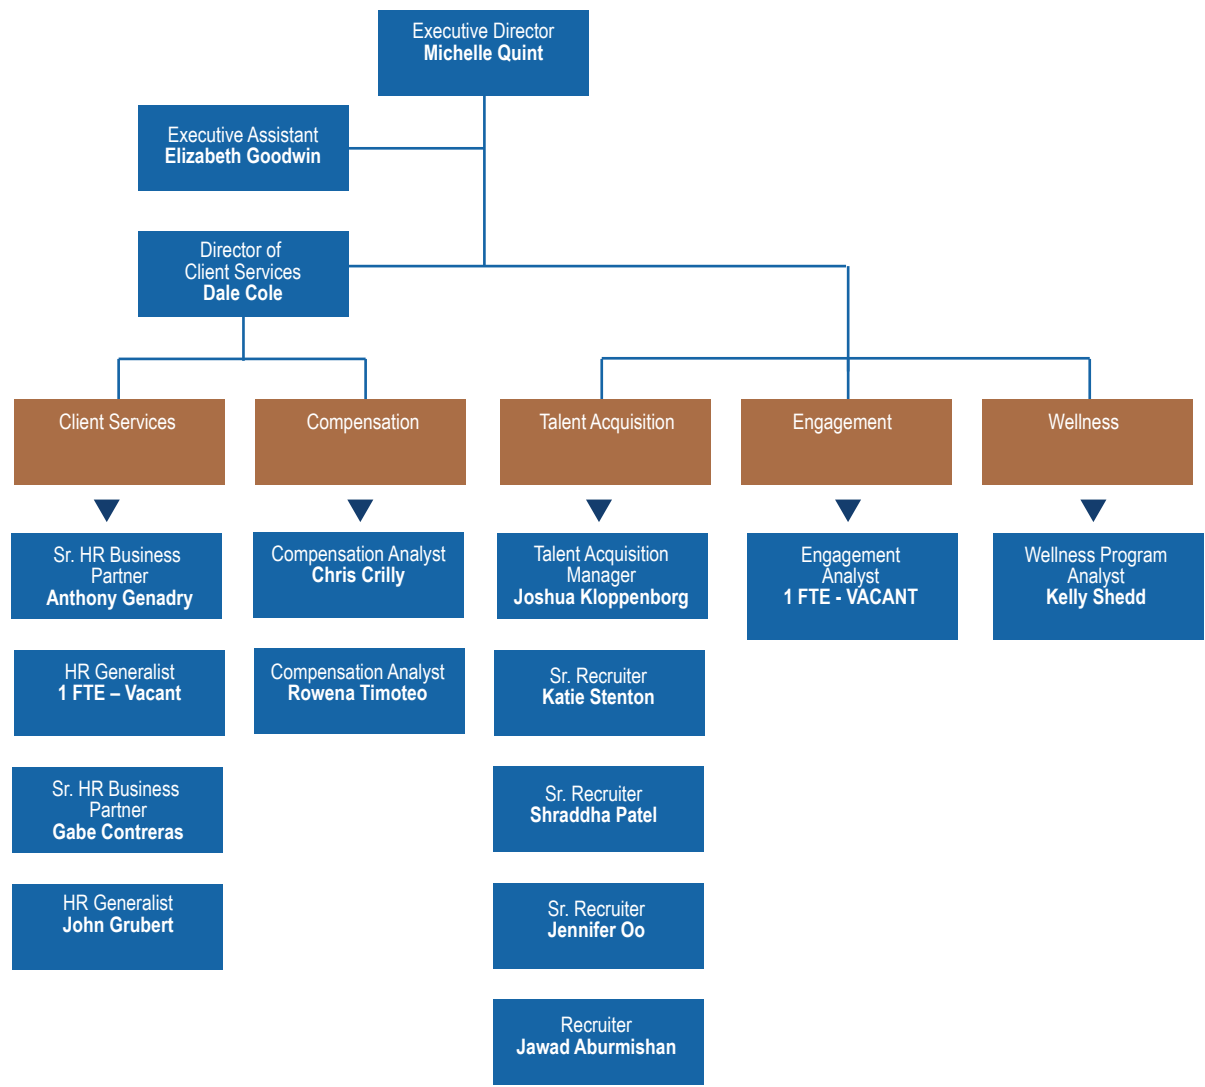 Executive Director
Michelle Quint
Executive Assistant
Elizabeth Goodwin
Director of
Client Services
Dale Cole
Client Services
Compensation
Talent Acquisition
Engagement
Wellness
Sr. HR Business
Partner
Anthony Genadry
HR Generalist
1 FTE – Vacant
Sr. HR Business
Partner
Gabe Contreras
HR Generalist
John Grubert
Compensation Analyst
Chris Crilly
Compensation Analyst
Rowena Timoteo
Talent Acquisition
Manager
Joshua Kloppenborg
Sr. Recruiter
Katie Stenton
Sr. Recruiter
Shraddha Patel
Sr. Recruiter
Jennifer Oo
Recruiter
Jawad Aburmishan
Engagement
Analyst
1 FTE - VACANT
Wellness Program
Analyst
Kelly Shedd